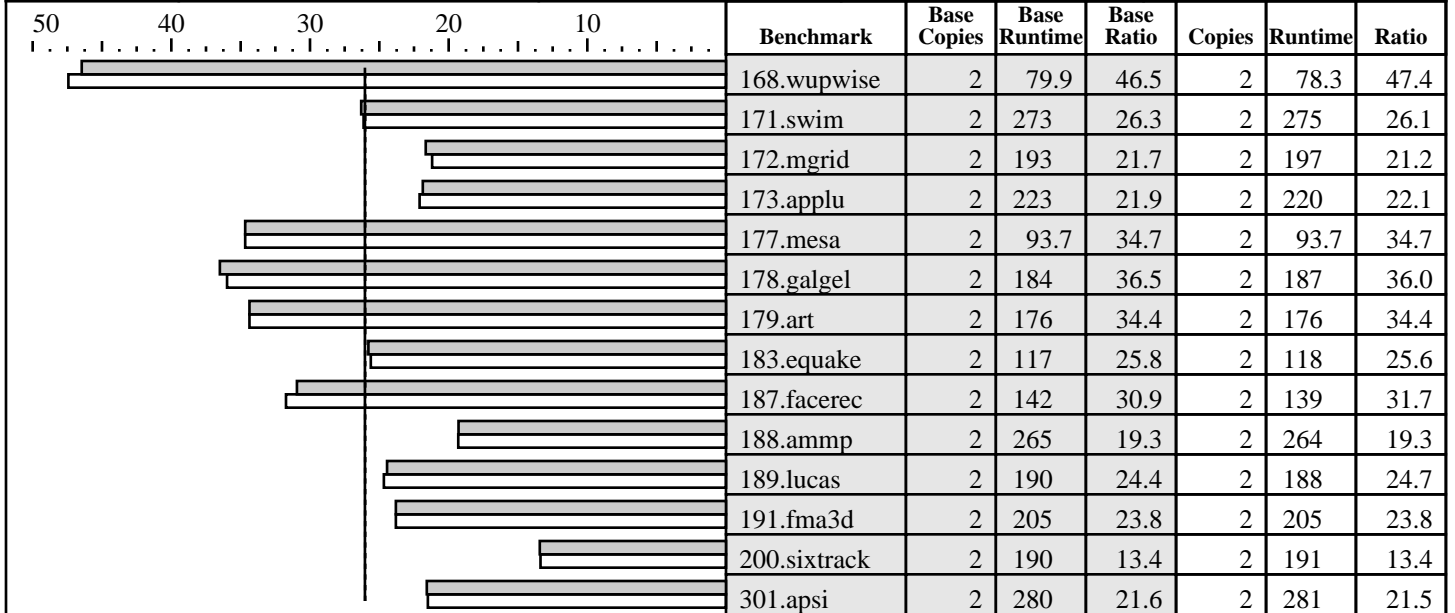 50 40 30 20 10
Benchmark Base Copies Base Runtime Base Ratio Copies Runtime Ratio
168.wupwise 2 79.9 46.5 2 78.3 47.4
171.swim 2 273 26.3 2 275 26.1
172.mgrid 2 193 21.7 2 197 21.2
173.applu 2 223 21.9 2 220 22.1
177.mesa 2 93.7 34.7 2 93.7 34.7
178.galgel 2 184 36.5 2 187 36.0
179.art 2 176 34.4 2 176 34.4
183.equake 2 117 25.8 2 118 25.6
187.facerec 2 142 30.9 2 139 31.7
188.ammp 2 265 19.3 2 264 19.3
189.lucas 2 190 24.4 2 188 24.7
191.fma3d 2 205 23.8 2 205 23.8
200.sixtrack 2 190 13.4 2 191 13.4
301.apsi 2 280 21.6 2 281 21.5